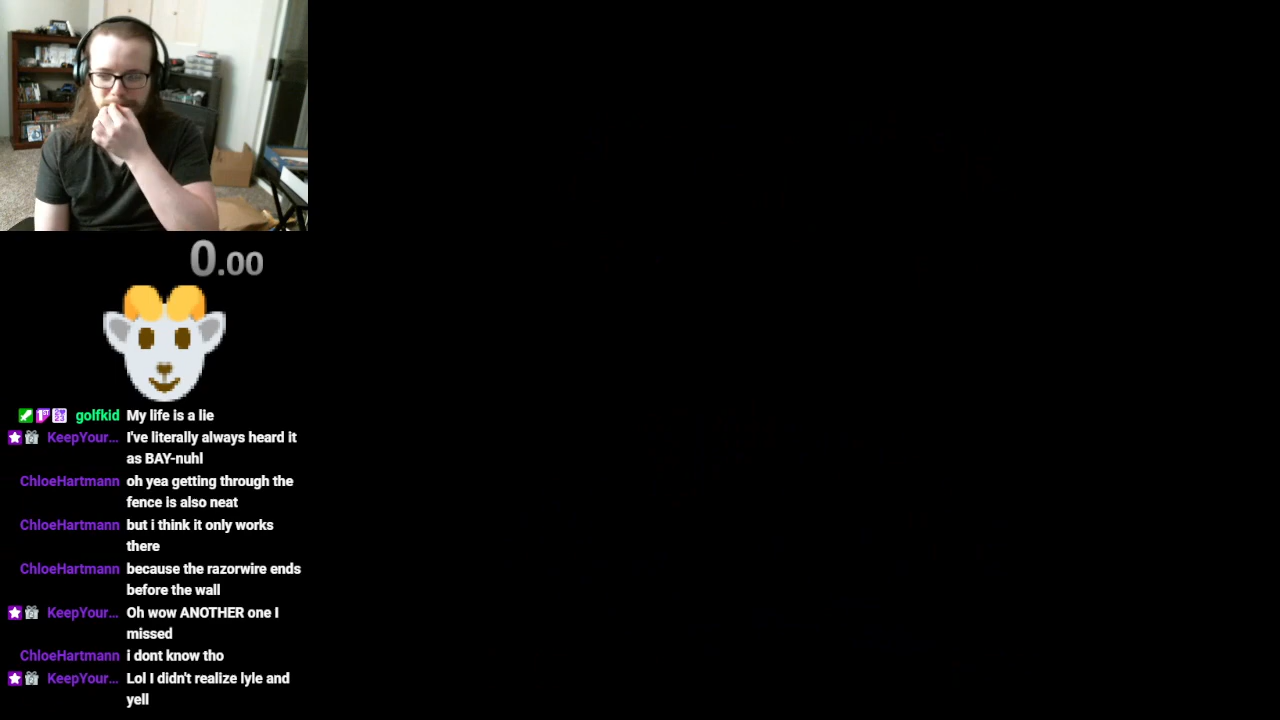 0.00
golfkid My life is a lie
KeepYour... I've literally always heard it
as BAY-nuhl
ChloeHartmann oh yea getting through the
fence is also neat
ChloeHartmann but i think it only works
there
ChloeHartmann because the razorwire ends
before the wall
KeepYour... Oh wow ANOTHER one I
missed
ChloeHartmann i dont know tho
KeepYour... Lol I didn't realize lyle and
yell